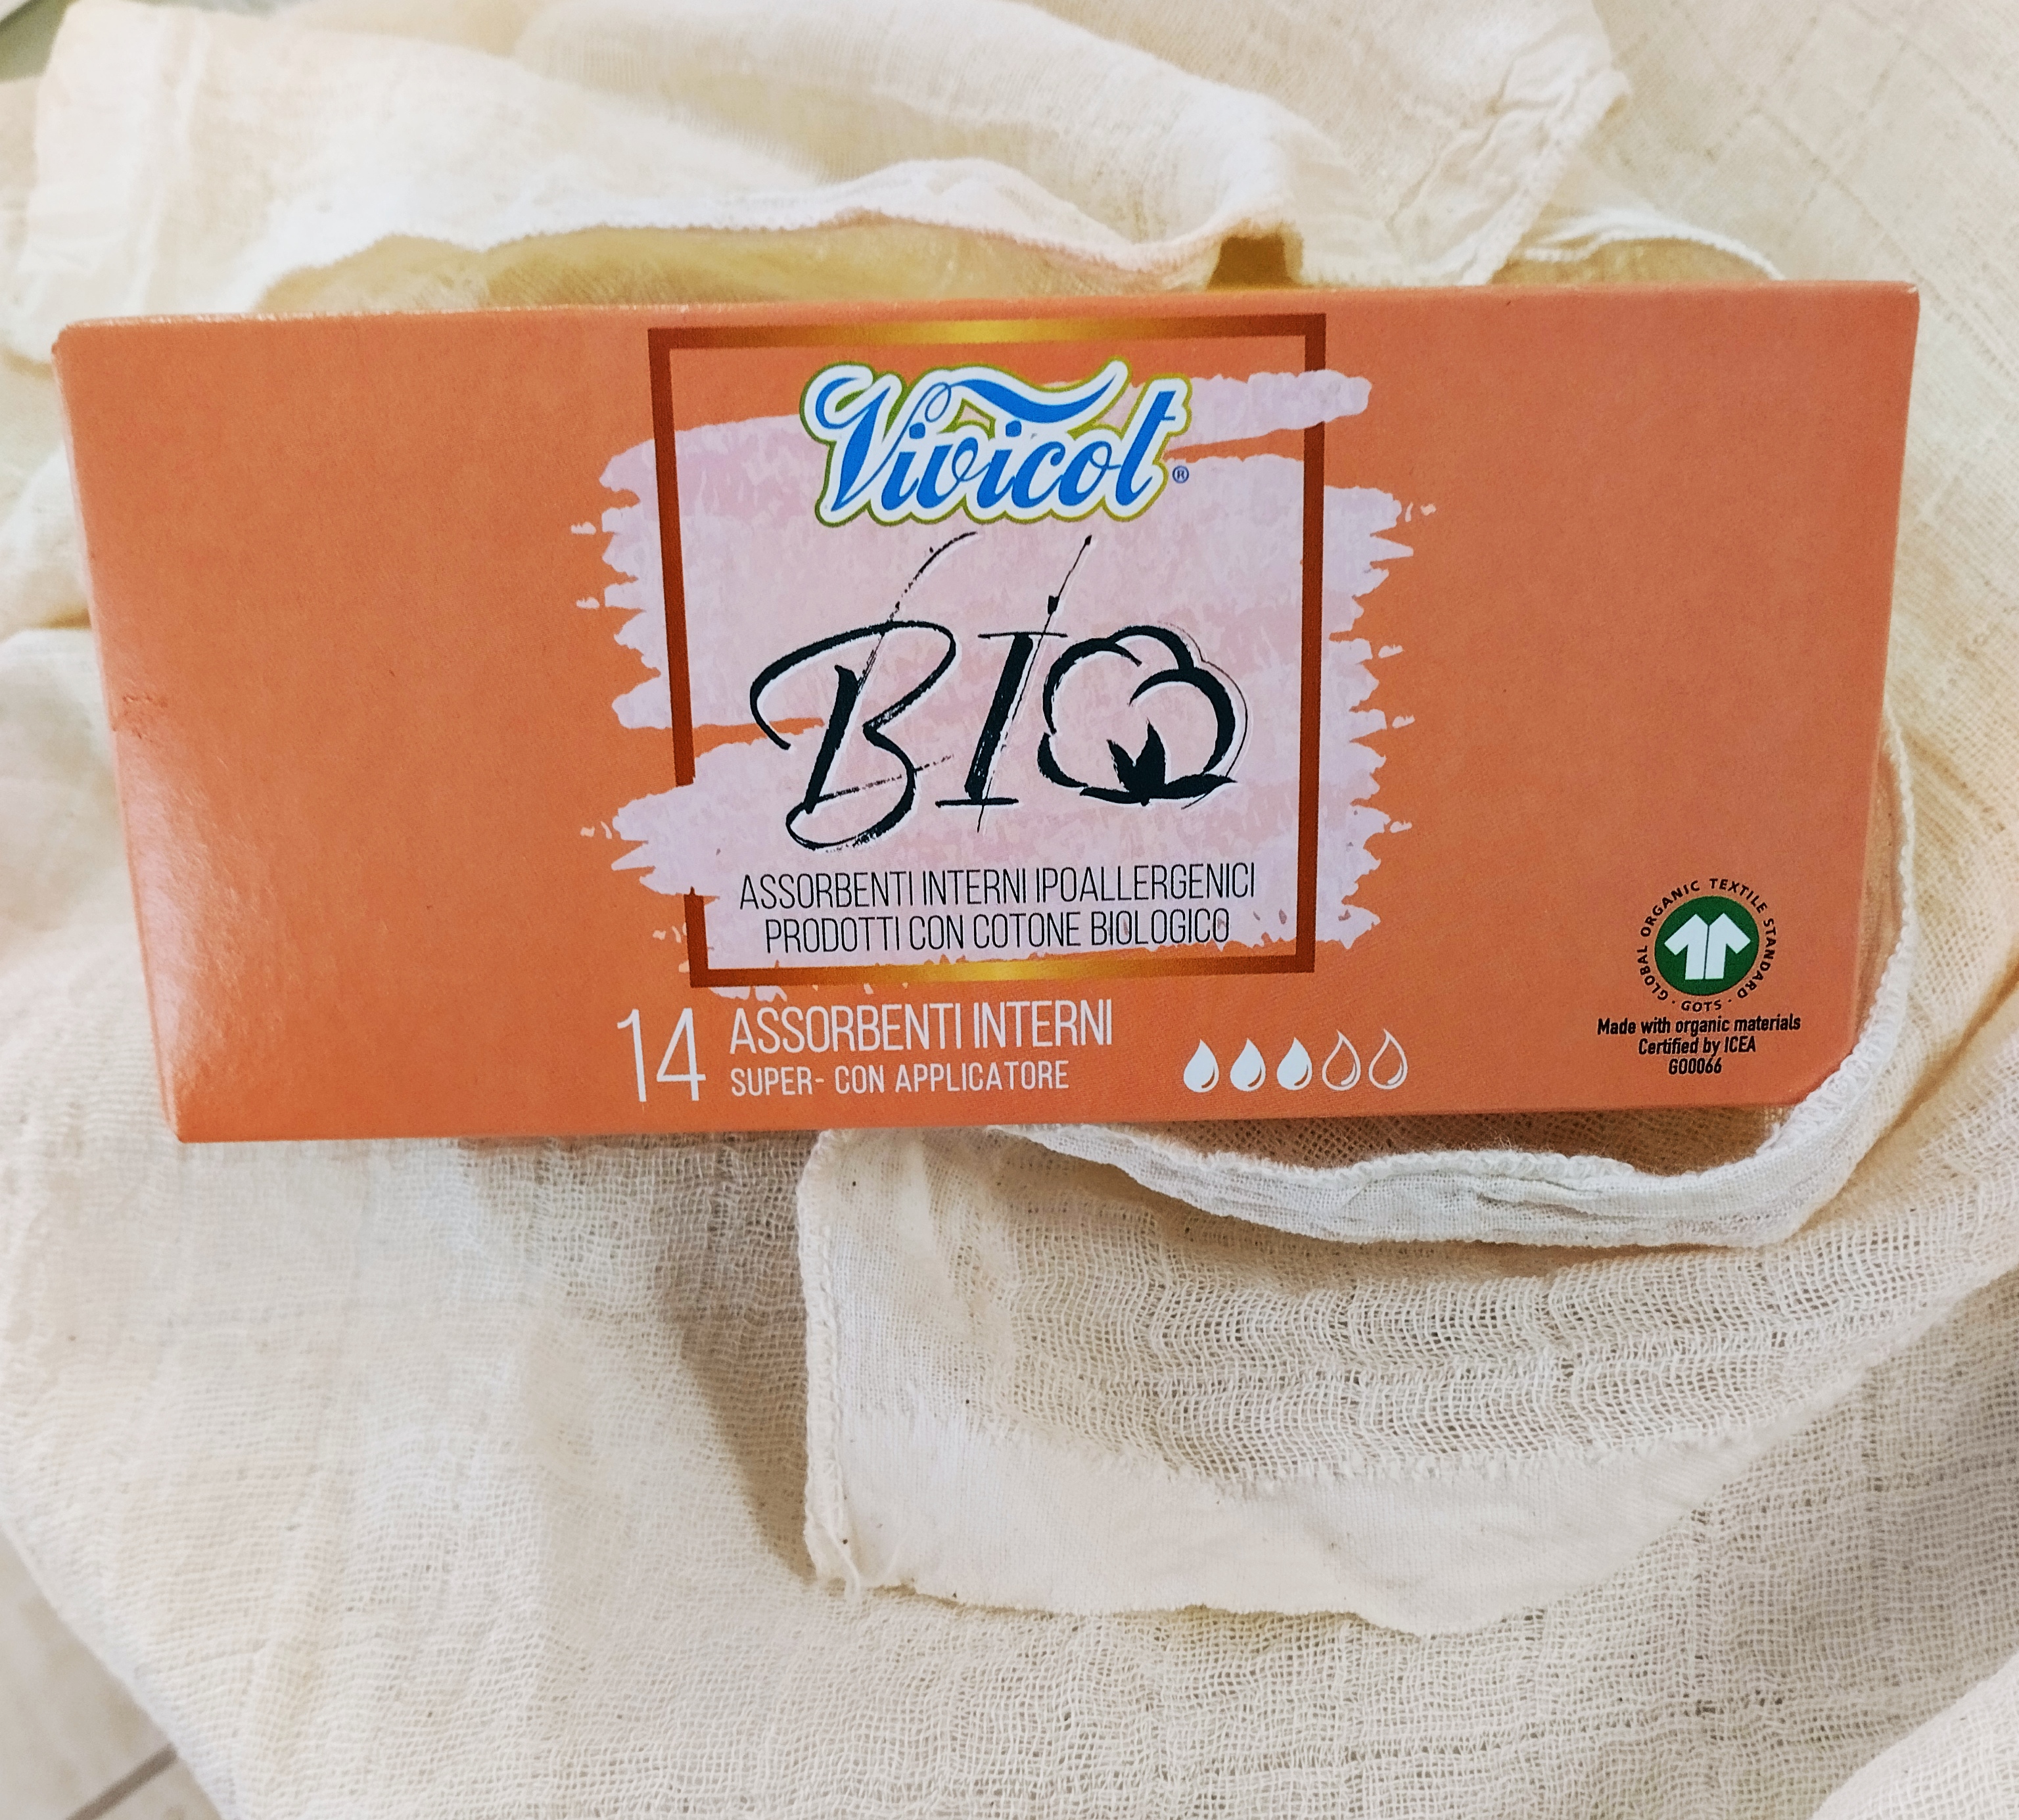 Vivicot®
BIO
ASSORBENTI INTERNI IPOALLERGENICI
PRODOTTI CON COTONE BIOLOGICO
14 ASSORBENTI INTERNI
SUPER- CON APPLICATORE
GLOBAL ORGANIC TEXTILE STANDARD · GOTS ·
Made with organic materials
Certified by ICEA
GO0066